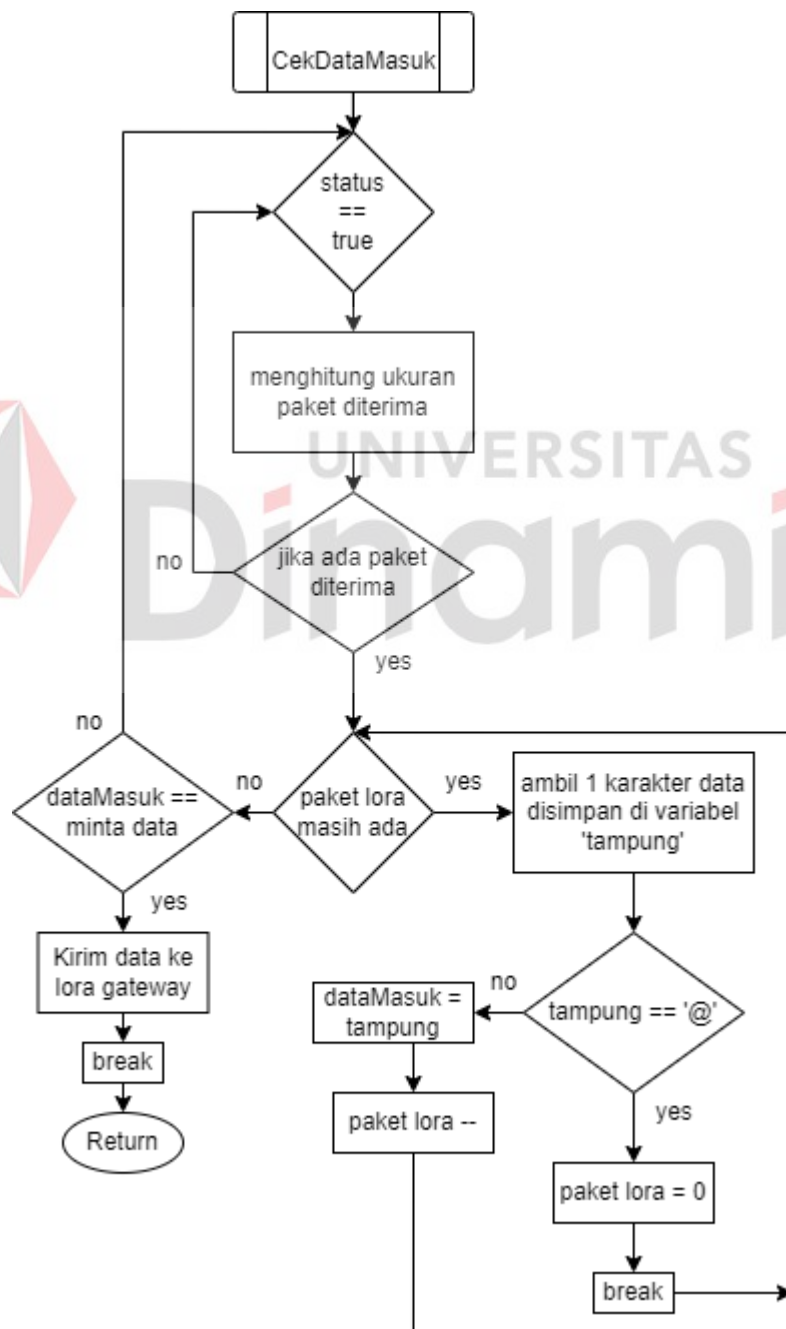 CekDataMasuk
status
==
true
menghitung ukuran
paket diterima
UNIVERSITAS
Dinami
jika ada paket
diterima
no
yes
no
dataMasuk ==
minta data
no
paket lora
masih ada
yes
ambil 1 karakter data
disimpan di variabel
'tampung'
yes
Kirim data ke
lora gateway
break
Return
tampung == '@'
no
dataMasuk =
tampung
paket lora --
yes
paket lora = 0
break